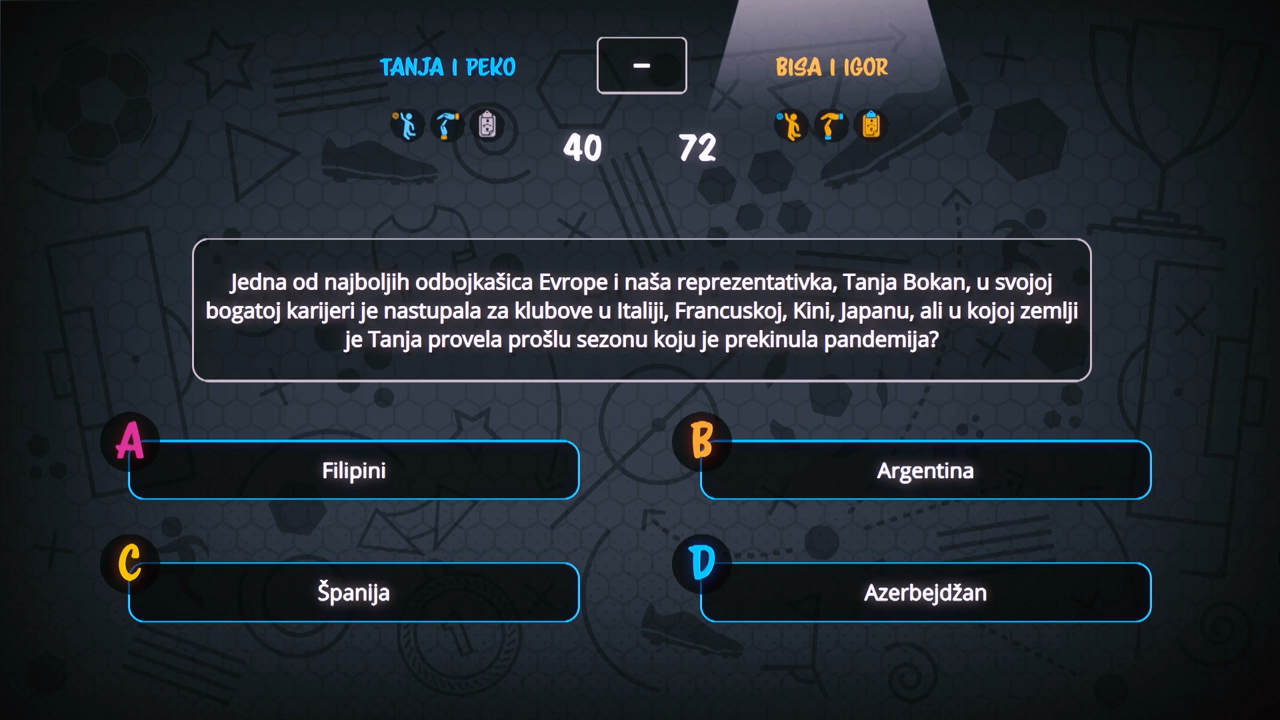 TANJA I PEKO
–
BISA I IGOR
40
72
Jedna od najboljih odbojkašica Evrope i naša reprezentativka, Tanja Bokan, u svojoj
bogatoj karijeri je nastupala za klubove u Italiji, Francuskoj, Kini, Japanu, ali u kojoj zemlji
je Tanja provela prošlu sezonu koju je prekinula pandemija?
A
Filipini
B
Argentina
C
Španija
D
Azerbejdžan